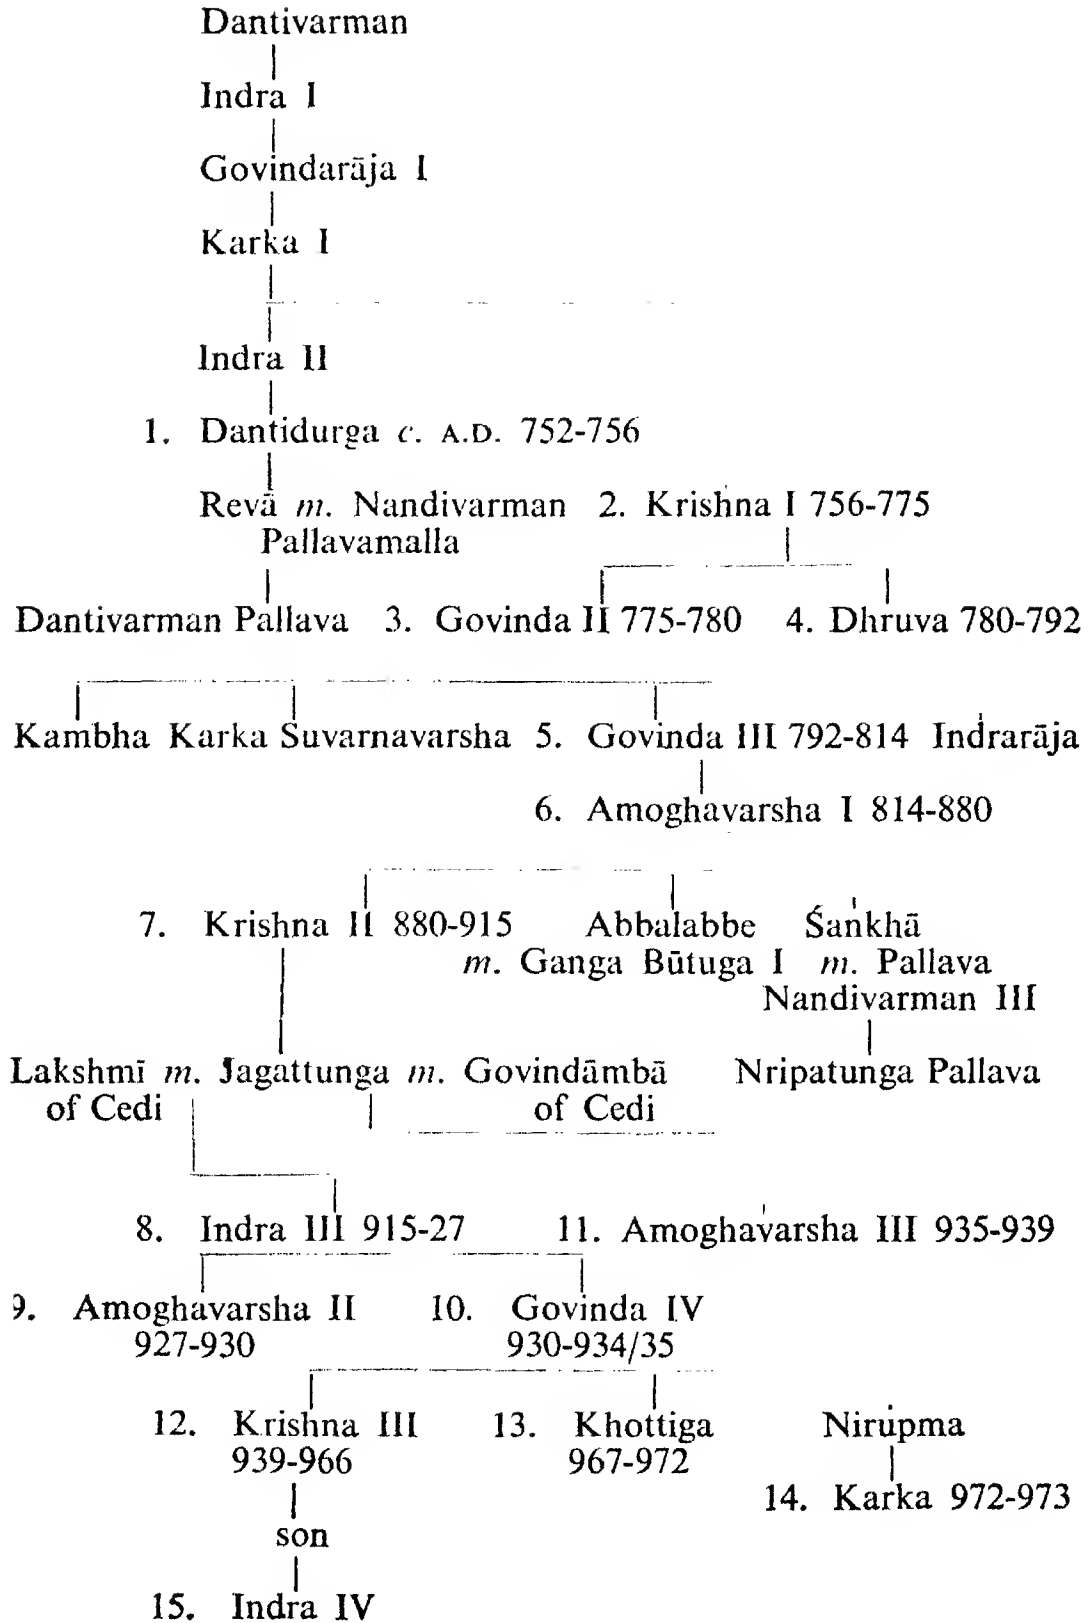 Dantivarman
Indra I
Govindarāja I
Karka I
Indra II
1. Dantidurga c. A.D. 752-756
Revā m. Nandivarman 2. Krishna I 756-775
Pallavamalla
Dantivarman Pallava 3. Govinda II 775-780 4. Dhruva 780-792
Kambha Karka Suvarnavarsha 5. Govinda III 792-814 Indrarāja
6. Amoghavarsha I 814-880
7. Krishna II 880-915 Abbalabbe Śaṅkhā
m. Ganga Būtuga I m. Pallava
Nandivarman III
Lakshmī m. Jagattunga m. Govindāmbā Nripatunga Pallava
of Cedi of Cedi
8. Indra III 915-27 11. Amoghavarsha III 935-939
9. Amoghavarsha II 10. Govinda IV
927-930 930-934/35
12. Krishna III 13. Khottiga Nirupma
939-966 967-972
14. Karka 972-973
son
15. Indra IV